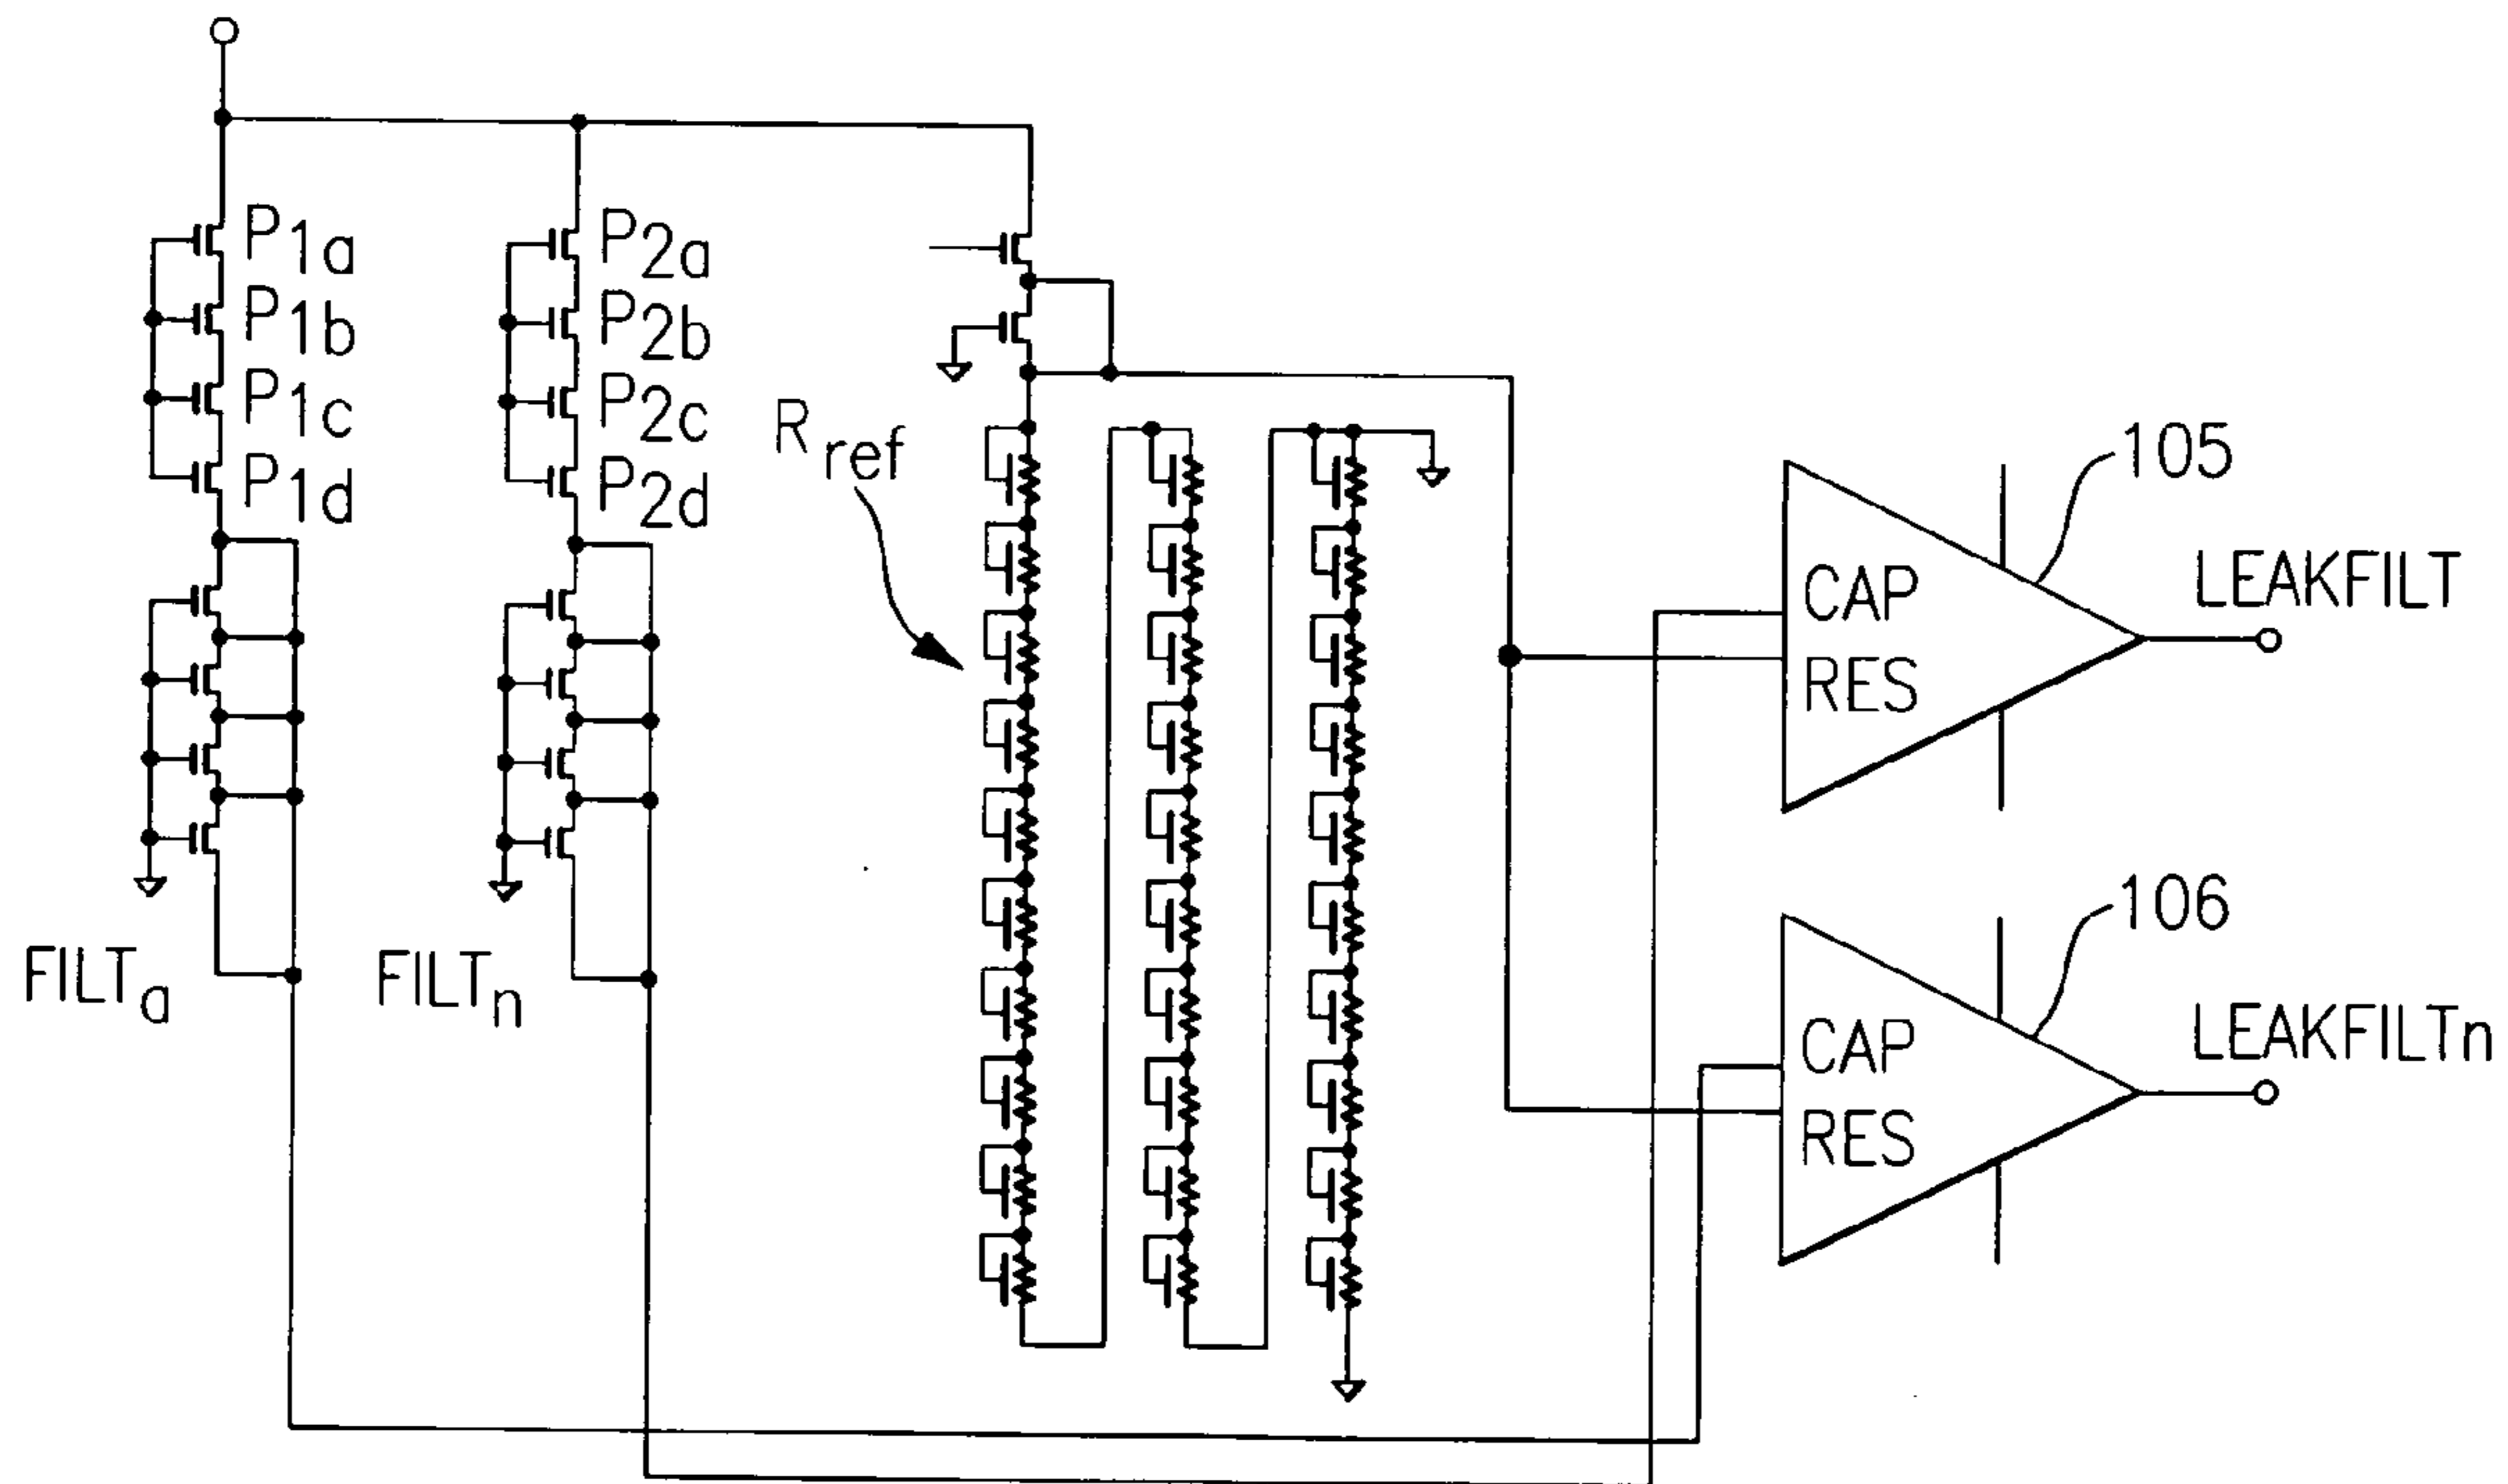 P1a
P1b
P1c
P1d
P2a
P2b
P2c
P2d
Rref
FILTa
FILTn
105
CAP
RES
LEAKFILT
106
CAP
RES
LEAKFILTn